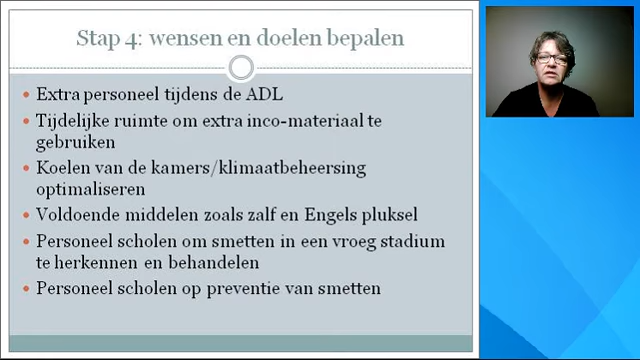 Stap 4: wensen en doelen bepalen
Extra personeel tijdens de ADL
Tijdelijke ruimte om extra inco-materiaal te
gebruiken
Koelen van de kamers/klimaatbeheersing
optimaliseren
Voldoende middelen zoals zalf en Engels pluksel
Personeel scholen om smetten in een vroeg stadium
te herkennen en behandelen
Personeel scholen op preventie van smetten